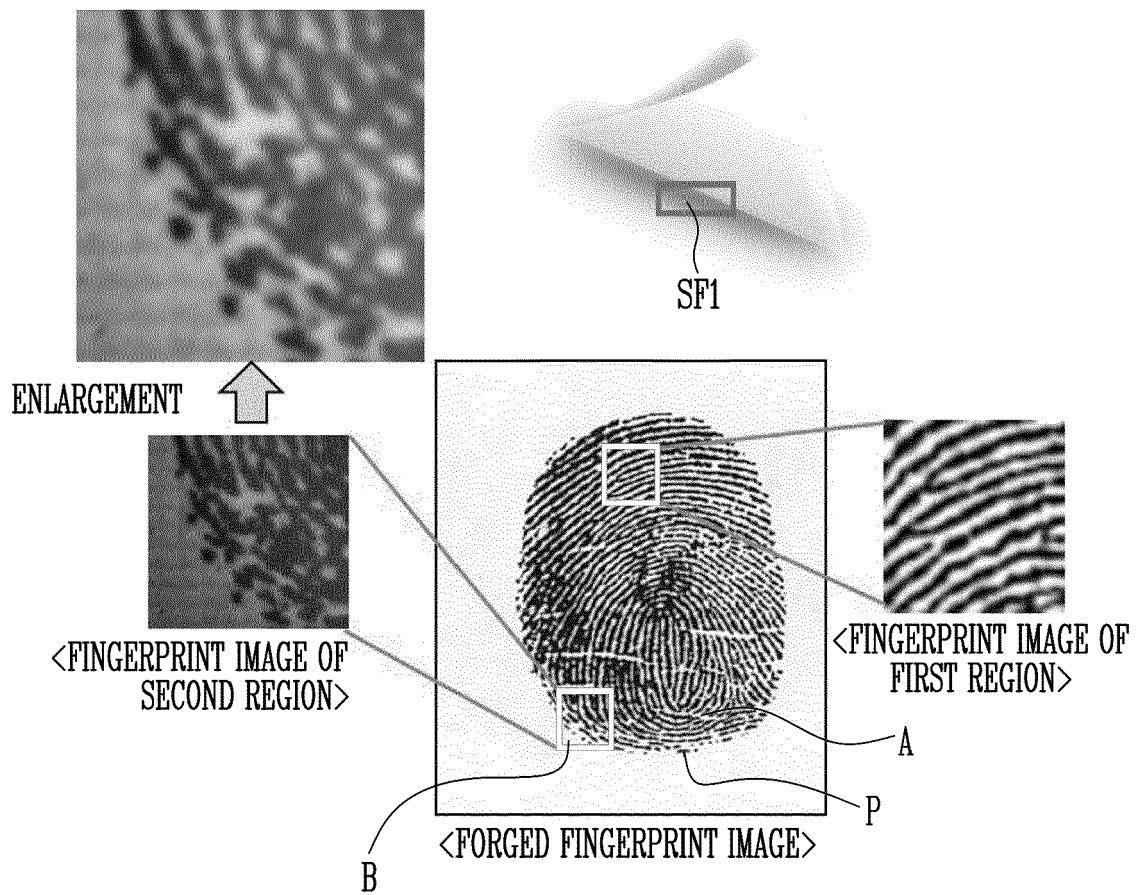 SF1
ENLARGEMENT
<FINGERPRINT IMAGE OF
SECOND REGION>
<FINGERPRINT IMAGE OF
FIRST REGION>
A
P
B
<FORGED FINGERPRINT IMAGE>